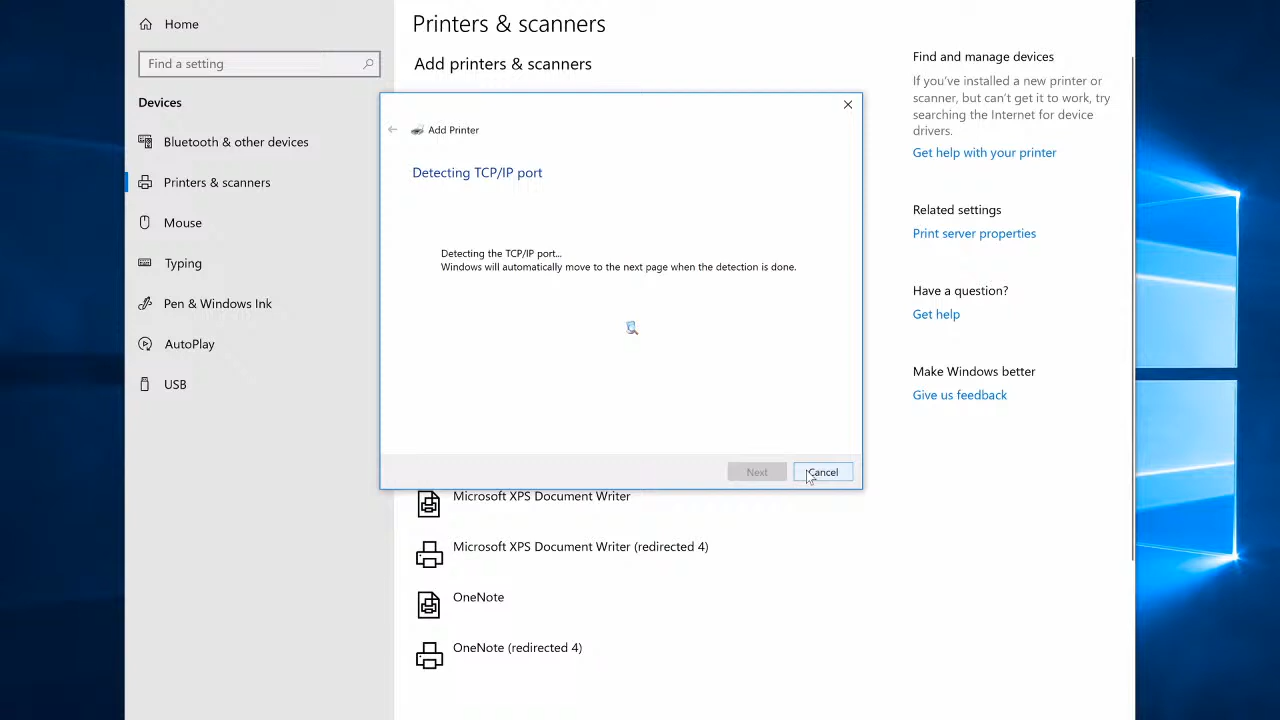 Home
Find a setting
Devices
Bluetooth & other devices
Printers & scanners
Mouse
Typing
Pen & Windows Ink
AutoPlay
USB
Printers & scanners
Add printers & scanners
Add Printer
Detecting TCP/IP port
Detecting the TCP/IP port...
Windows will automatically move to the next page when the detection is done.
Next
Cancel
Microsoft XPS Document Writer
Microsoft XPS Document Writer (redirected 4)
OneNote
OneNote (redirected 4)
Find and manage devices
If you've installed a new printer or
scanner, but can't get it to work, try
searching the Internet for device
drivers.
Get help with your printer
Related settings
Print server properties
Have a question?
Get help
Make Windows better
Give us feedback